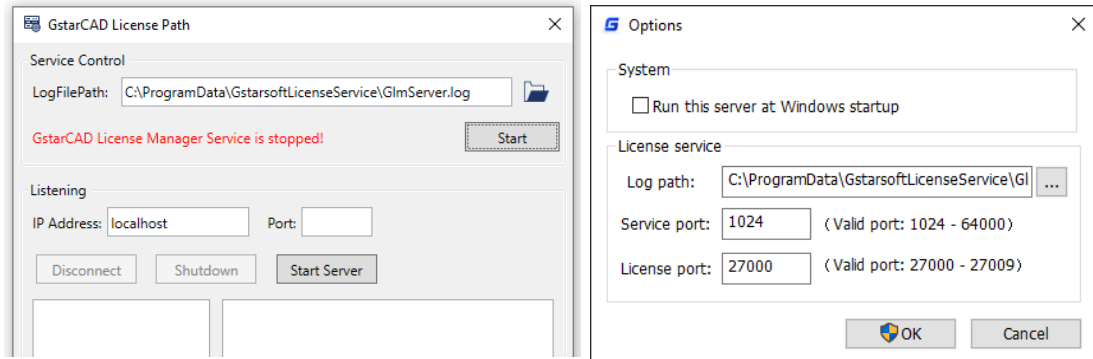 GstarCAD License Path
Service Control
LogFilePath: C:\ProgramData\GstarsoftLicenseService\GlmServer.log
GstarCAD License Manager Service is stopped!
Start
Listening
IP Address: localhost
Port:
Disconnect
Shutdown
Start Server
Options
System
Run this server at Windows startup
License service
Log path: C:\ProgramData\GstarsoftLicenseService\Gl
...
Service port: 1024 (Valid port: 1024 - 64000)
License port: 27000 (Valid port: 27000 - 27009)
OK
Cancel